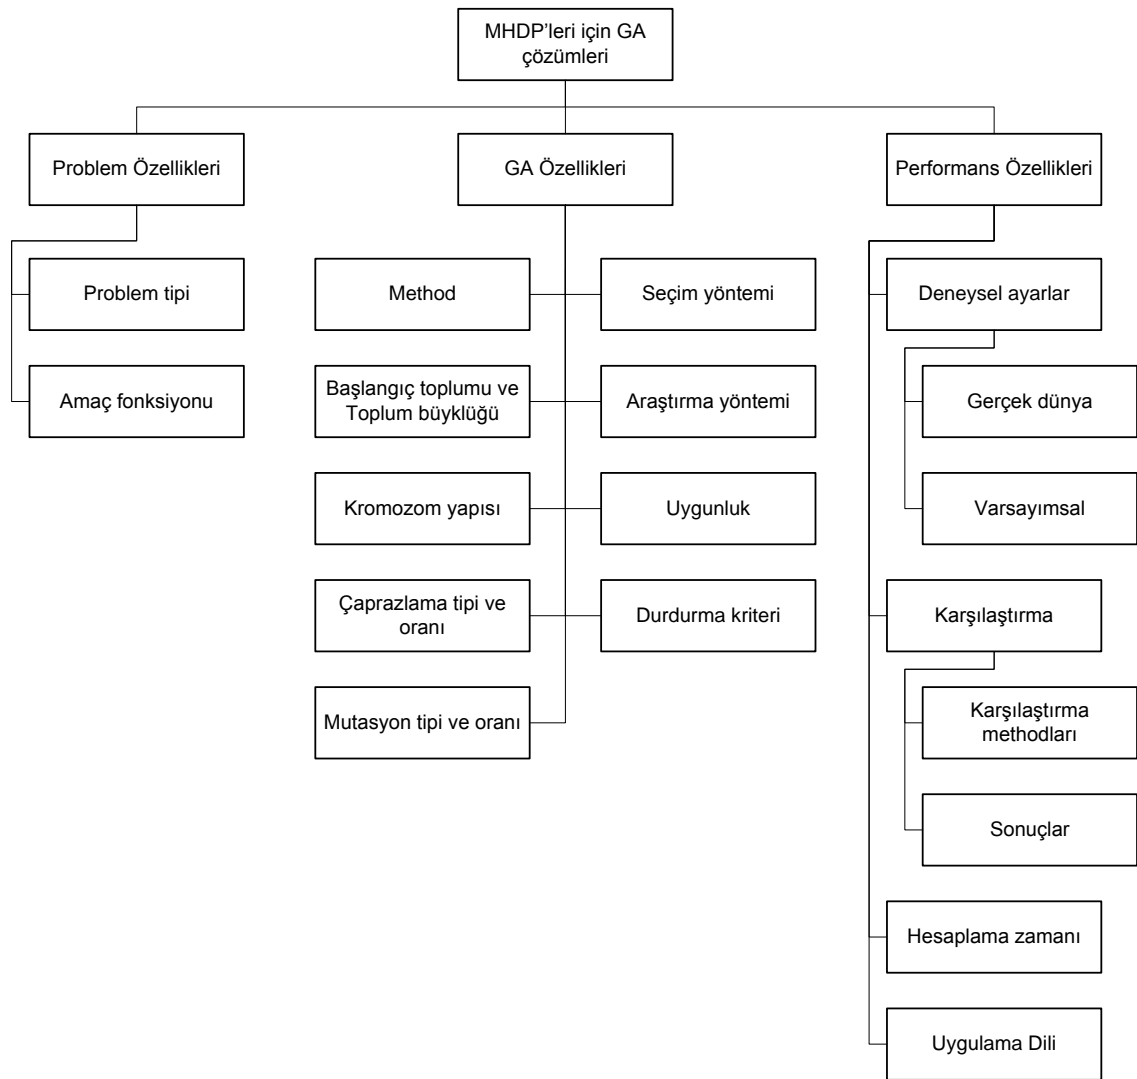 MHDP'leri için GA
çözümleri
Problem Özellikleri
GA Özellikleri
Performans Özellikleri
Problem tipi
Amaç fonksiyonu
Method
Seçim yöntemi
Başlangıç toplumu ve
Toplum büyklüğü
Araştırma yöntemi
Kromozom yapısı
Uygunluk
Çaprazlama tipi ve
oranı
Durdurma kriteri
Mutasyon tipi ve oranı
Deneysel ayarlar
Gerçek dünya
Varsayımsal
Karşılaştırma
Karşılaştırma
methodları
Sonuçlar
Hesaplama zamanı
Uygulama Dili